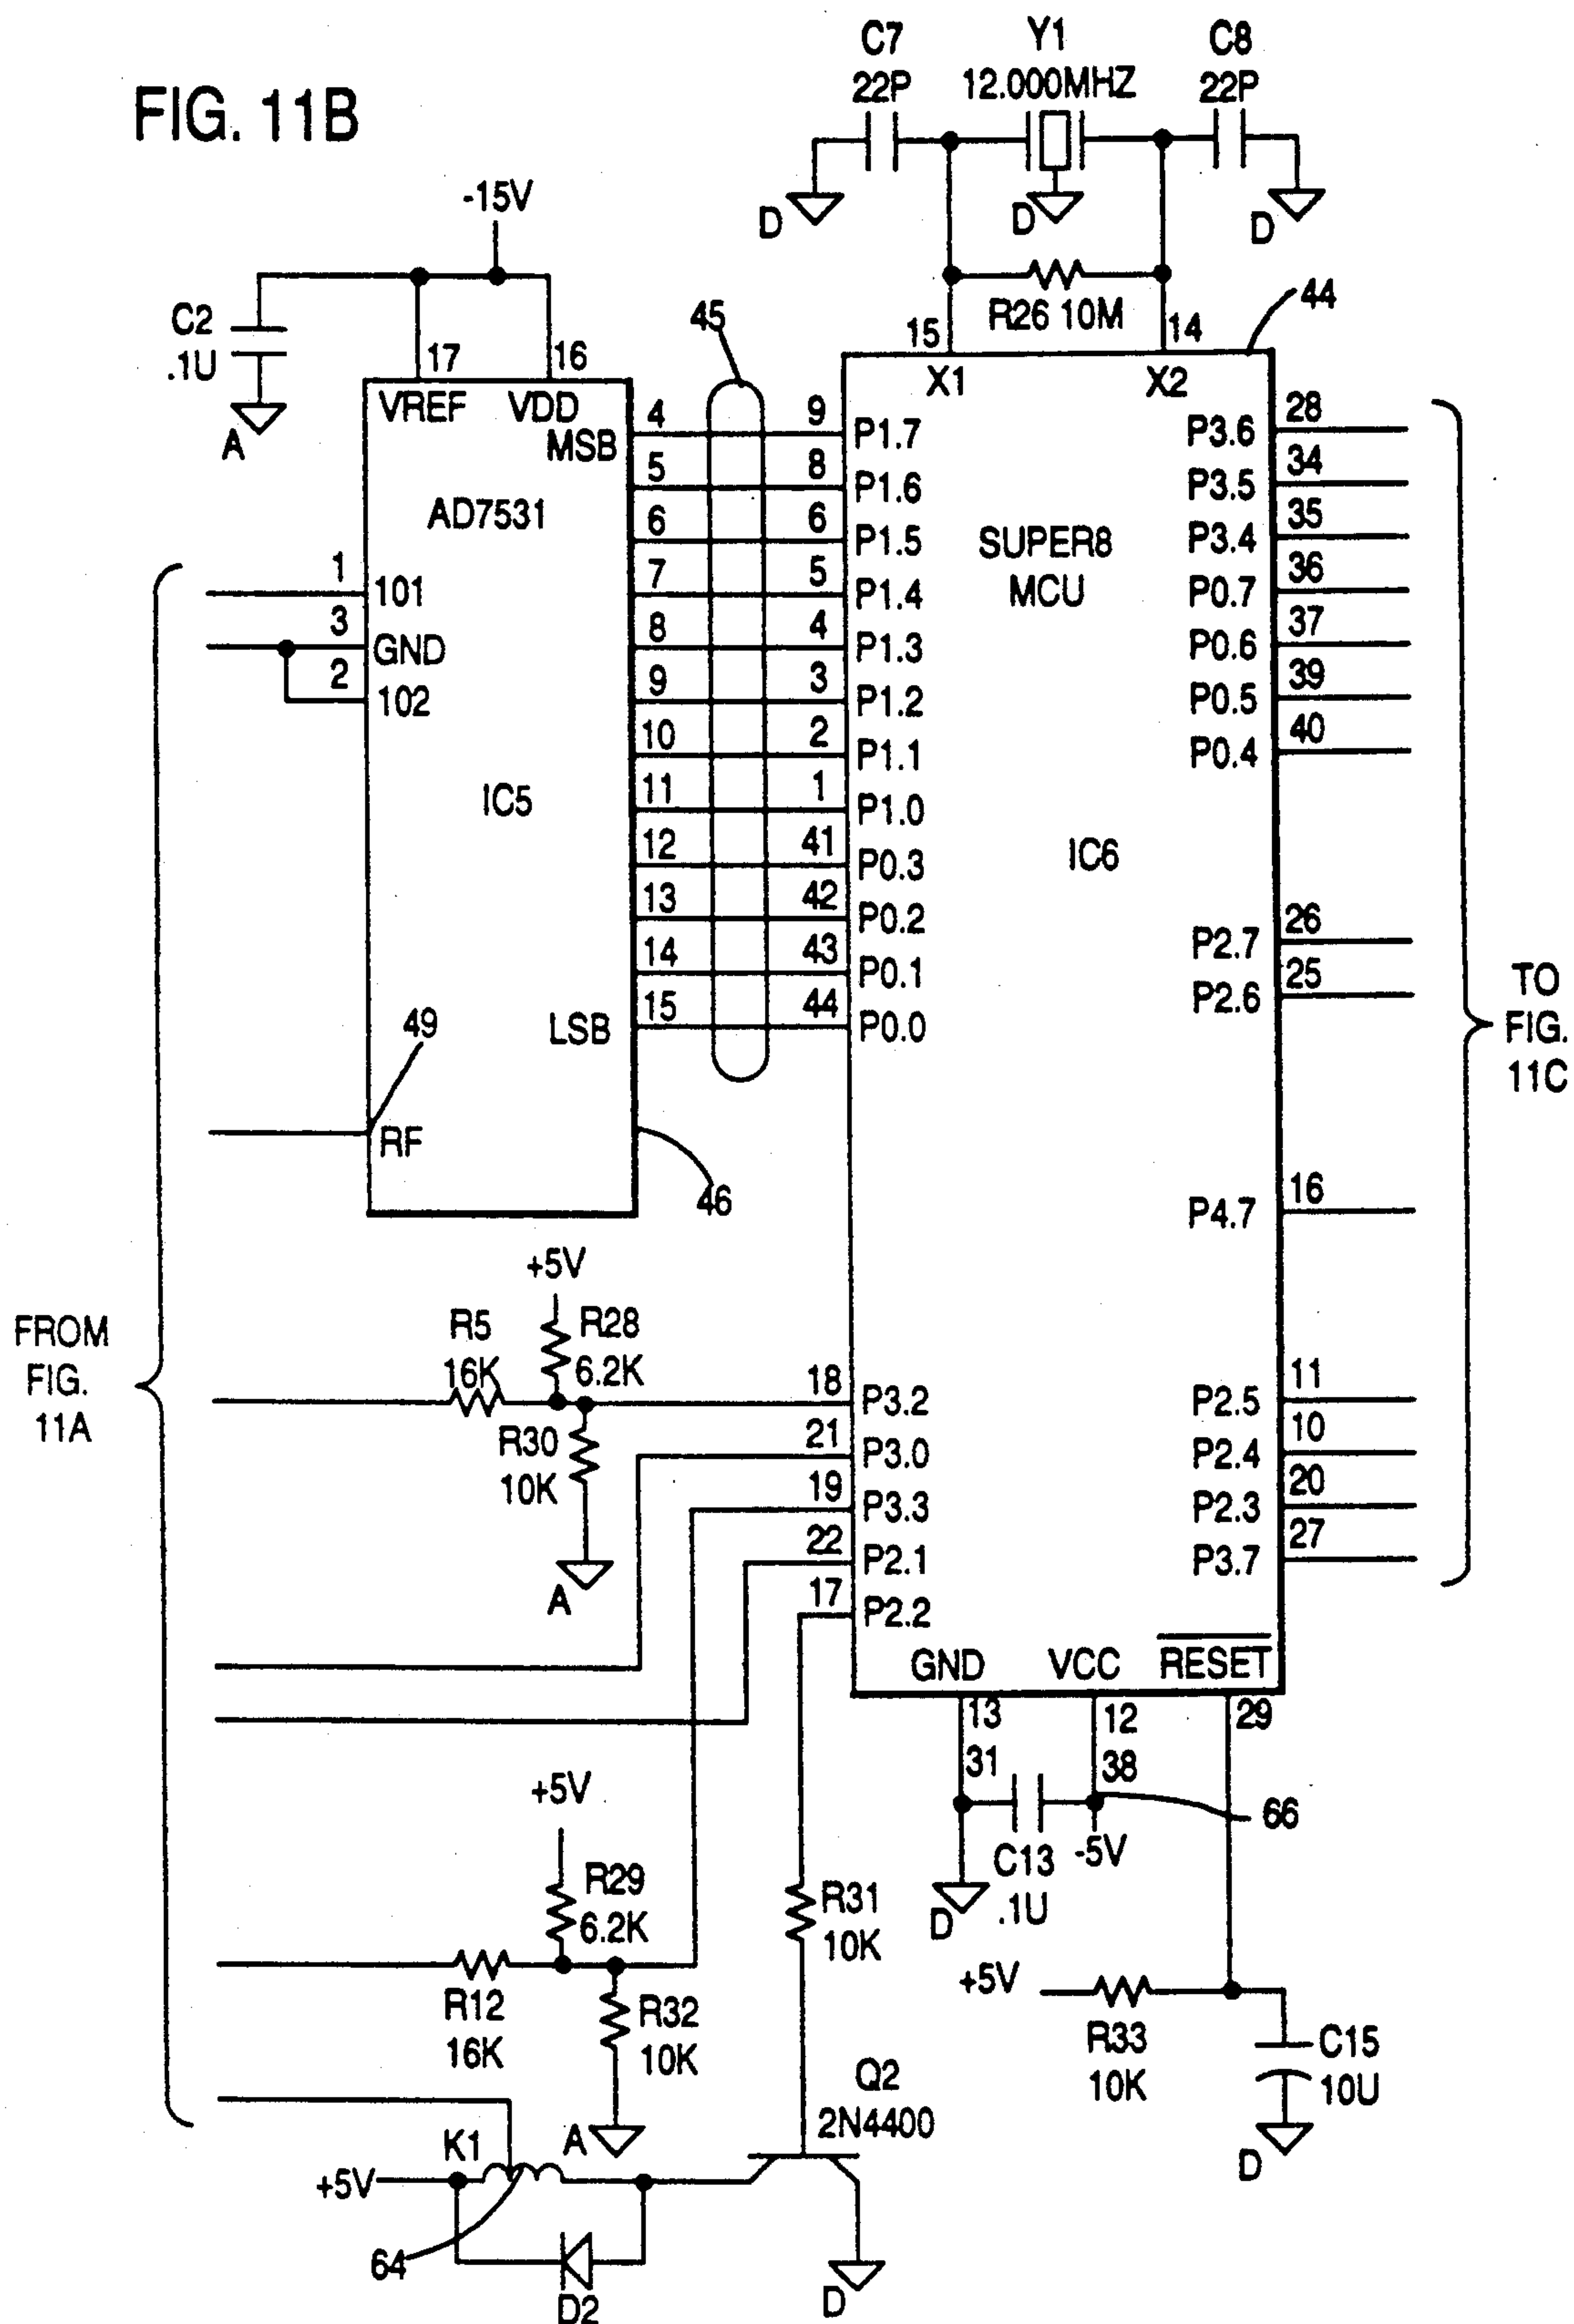 FIG. 11B
C7
22P
Y1
12.000MHZ
C8
22P
D
D
D
R26 10M
15
14
44
-15V
C2
.1U
A
17
16
45
VREF
VDD
MSB
AD7531
IC5
1
101
3
GND
2
102
LSB
49
RF
46
4
5
6
7
8
9
10
11
12
13
14
15
9
8
6
5
4
3
2
1
41
42
43
44
X1
X2
P1.7
P1.6
P1.5
P1.4
P1.3
P1.2
P1.1
P1.0
P0.3
P0.2
P0.1
P0.0
SUPER8
MCU
IC6
P3.6
28
P3.5
34
P3.4
35
P0.7
36
P0.6
37
P0.5
39
P0.4
40
P2.7
26
P2.6
25
P4.7
16
P2.5
11
P2.4
10
P2.3
20
P3.7
27
TO
FIG.
11C
FROM
FIG.
11A
+5V
R5
16K
R28
6.2K
R30
10K
A
18
P3.2
21
P3.0
19
P3.3
22
P2.1
17
P2.2
GND
VCC
RESET
13
12
29
31
38
66
C13
.1U
-5V
D
+5V
R29
6.2K
R12
16K
R32
10K
A
R31
10K
+5V
R33
10K
C15
10U
D
Q2
2N4400
K1
+5V
64
D2
D